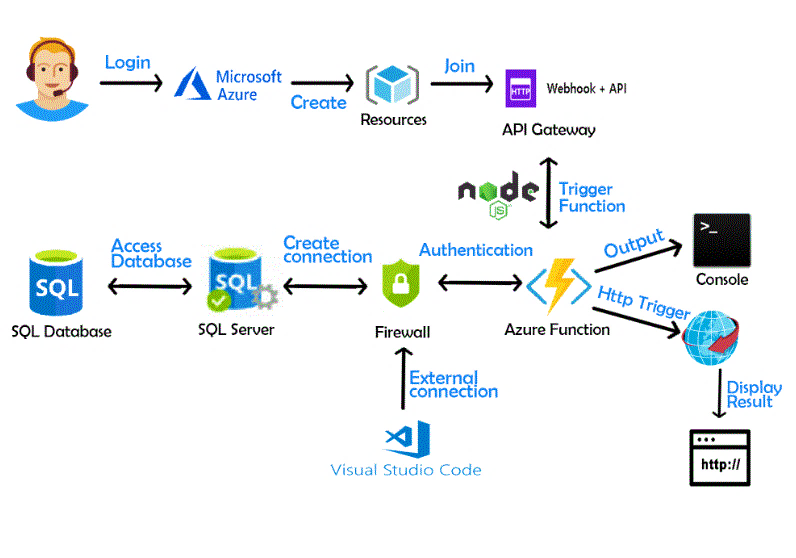 Login
Microsoft
Azure
Create
Resources
Join
HTTP
Webhook + API
API Gateway
node
JS
Trigger
Function
Access
Database
SQL
SQL Database
SQL
SQL Server
Create
connection
Firewall
Authentication
Azure Function
Output
>_
Console
Http Trigger
Display
Result
http://
External
connection
Visual Studio Code